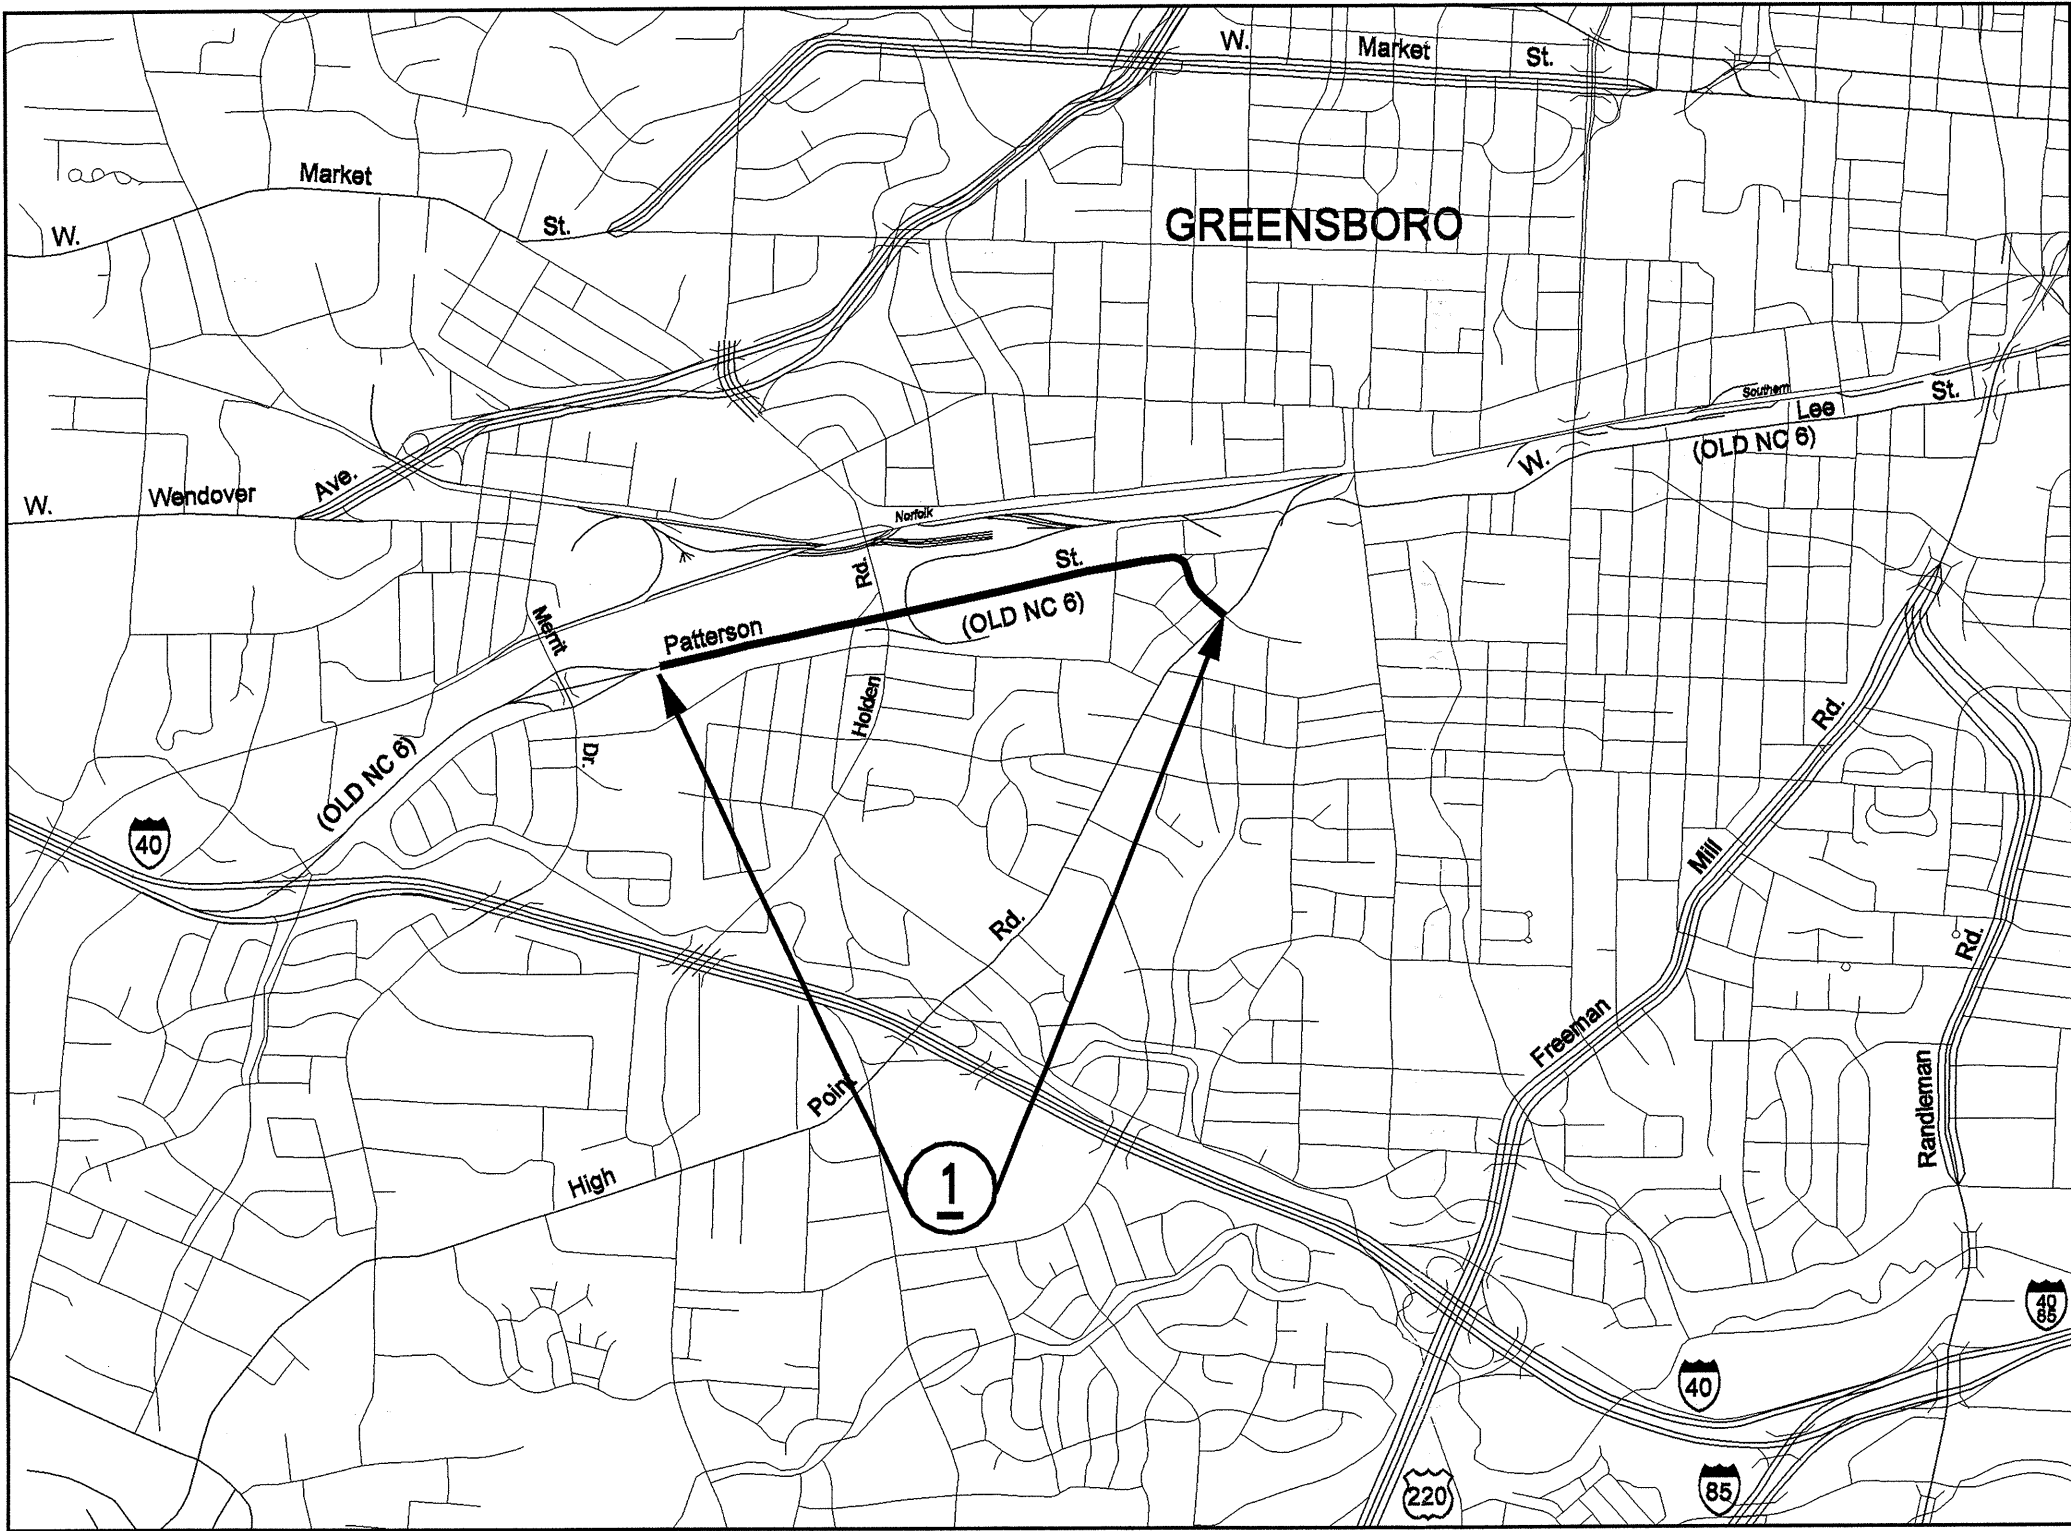 W. Market St.
Market
W. St.
GREENSBORO
Southern
Lee St.
(OLD NC 6)
W.
W. Wendover Ave.
Norfolk
St.
Rd.
(OLD NC 6)
Merrit
Patterson
Holden
Rd.
Dr.
(OLD NC 6)
40
Mill
Rd.
Rd.
Freeman
Point
Randleman
High
1
40
85
40
220
85